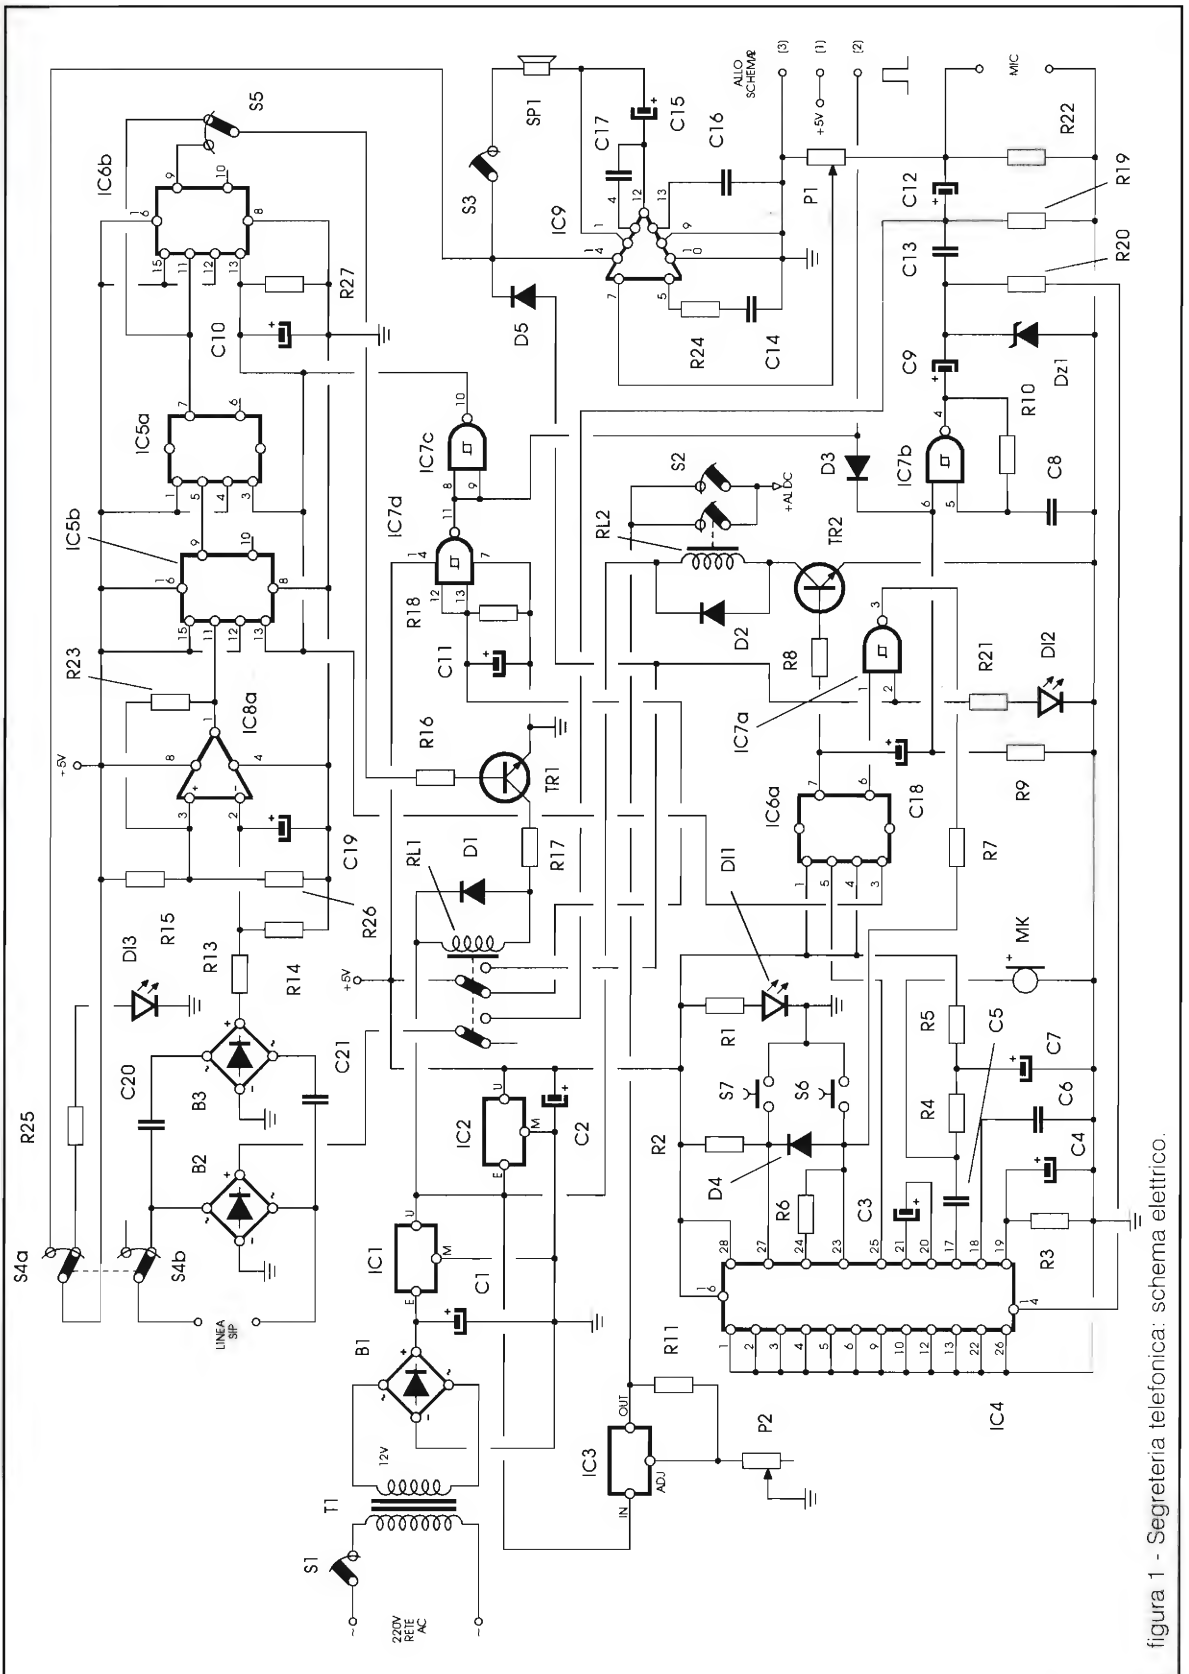 S4a
S4b
LINEA
SIP
R25
B2
B3
C20
C21
DI3
R13
R14
R15
R26
C19
IC8a
R23
+5V
IC5b
IC5a
C10
R27
IC6b
S5
S1
T1
220V
RETE
AC
12V
B1
IC1
C1
IC2
C2
+5V
RL1
D1
R17
TR1
R16
C11
R18
IC7d
IC7c
D5
S3
SP1
IC9
C17
C15
C16
R24
C14
P1
ALLO
SCHEMA2
(3)
(1)
(2)
+5V
MIC
IC3
IN
OUT
ADJ
P2
R11
R2
S7
S6
R1
DI1
D4
R6
C3
IC4
R3
C4
C6
C7
C5
R4
R5
MK
R7
IC6a
C18
R9
R8
D2
RL2
S2
+A1 DC
TR2
IC7a
R21
DI2
D3
IC7b
R10
C8
C9
Dz1
C13
C12
R20
R19
R22
figura 1 - Segreteria telefonica: schema elettrico.